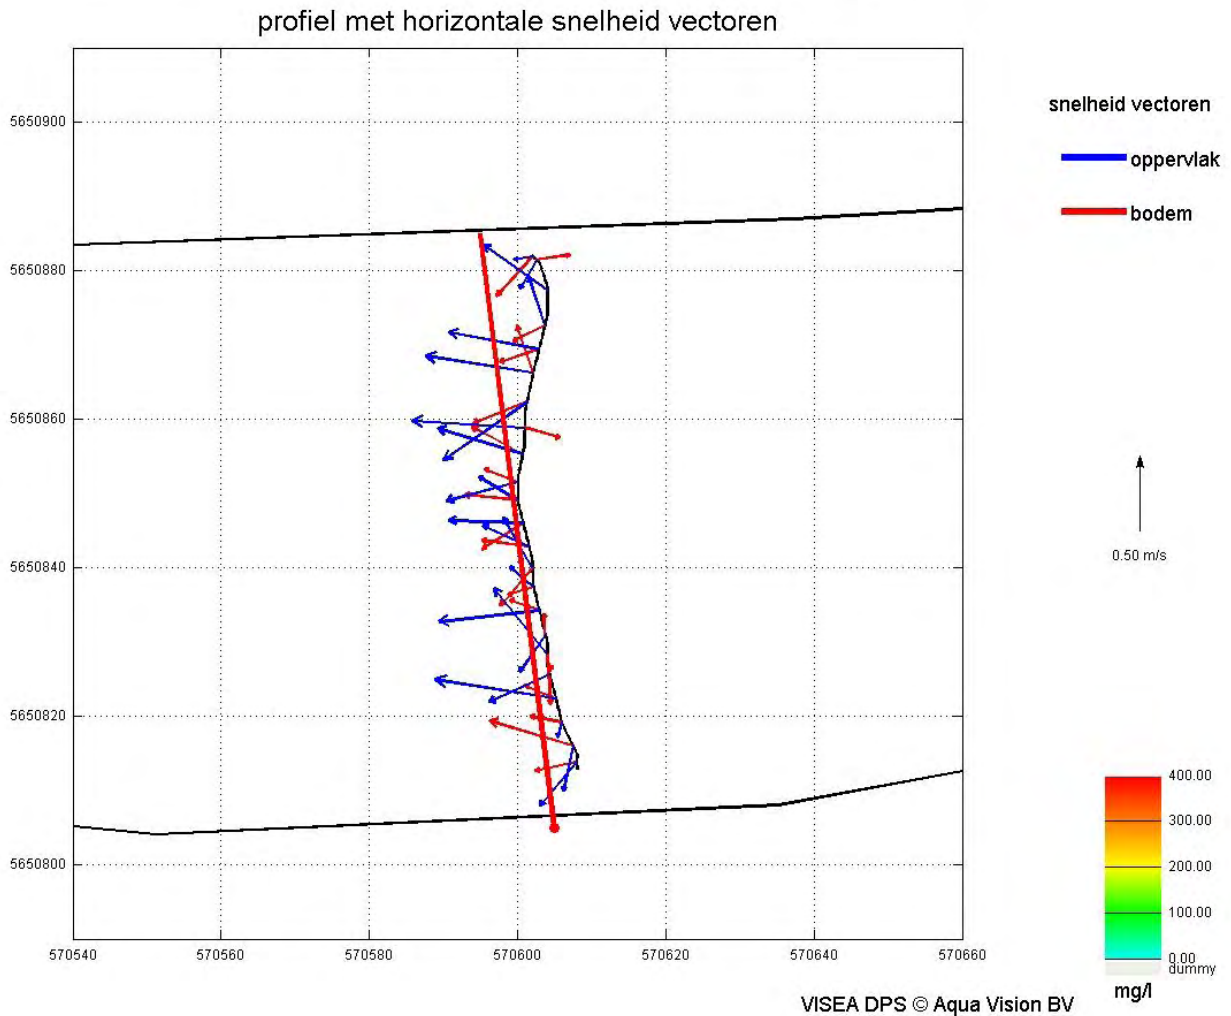 profiel met horizontale snelheid vectoren
snelheid vectoren
oppervlak
bodem
5650900
5650880
5650860
5650840
5650820
5650800
0.50 m/s
570540
570560
570580
570600
570620
570640
570660
400.00
300.00
200.00
100.00
0.00
dummy
mg/l
VISEA DPS © Aqua Vision BV